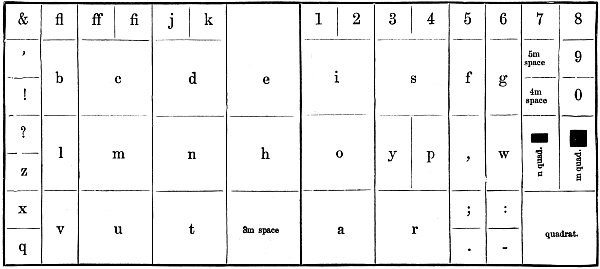 & fl ff fi j k 1 2 3 4 5 6 7 8
’ b c d e i s f g 5m space 9
! 4m space 0
? l m n h o y p , w n quad. m quad.
z
x v u t 3m space a r ; : quadrat.
q . -